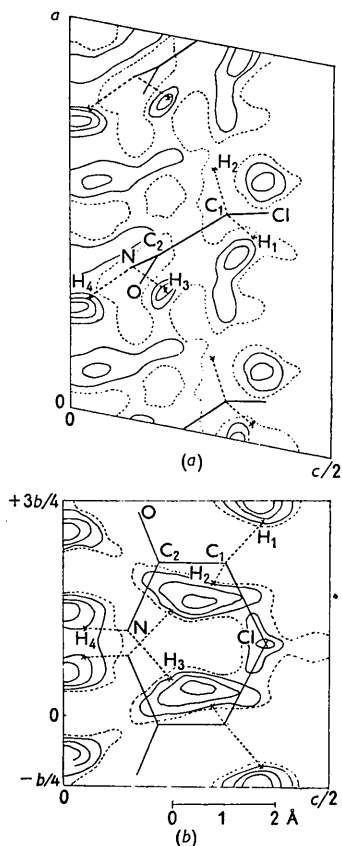 a
H₂
C₁
Cl
C₂
H₁
N
H₄
H₃
O
0
0
c/2
(a)
+3b/4
O
C₂
C₁
H₁
H₂
N
Cl
H₄
H₃
0
-b/4
0
c/2
0 1 2 Å
(b)